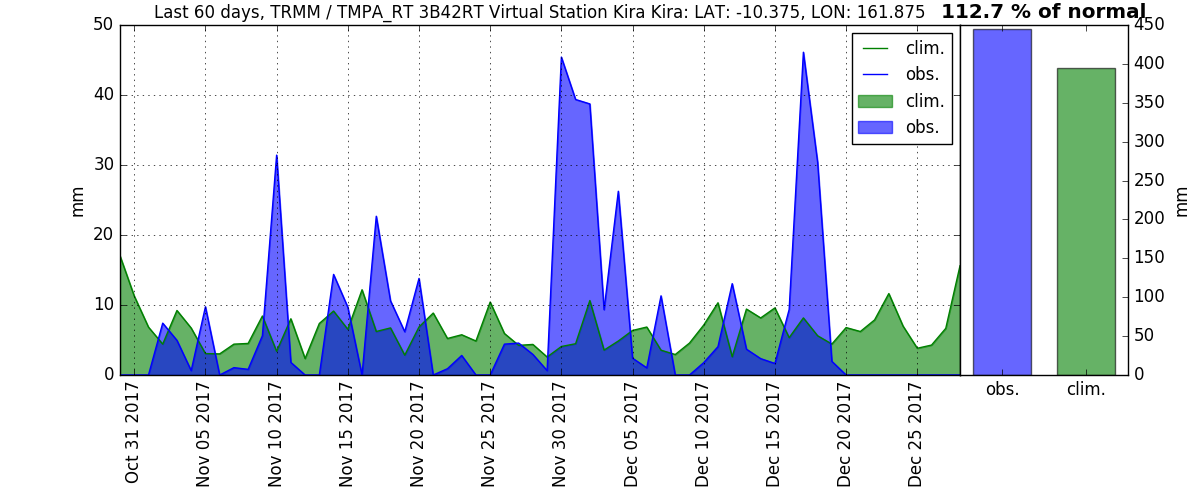 Last 60 days, TRMM / TMPA_RT 3B42RT Virtual Station Kira Kira: LAT: -10.375, LON: 161.875
112.7 % of normal
50
40
30
20
10
0
mm
clim.
obs.
clim.
obs.
450
400
350
300
250
200
150
100
50
0
mm
obs.
clim.
Oct 31 2017
Nov 05 2017
Nov 10 2017
Nov 15 2017
Nov 20 2017
Nov 25 2017
Nov 30 2017
Dec 05 2017
Dec 10 2017
Dec 15 2017
Dec 20 2017
Dec 25 2017